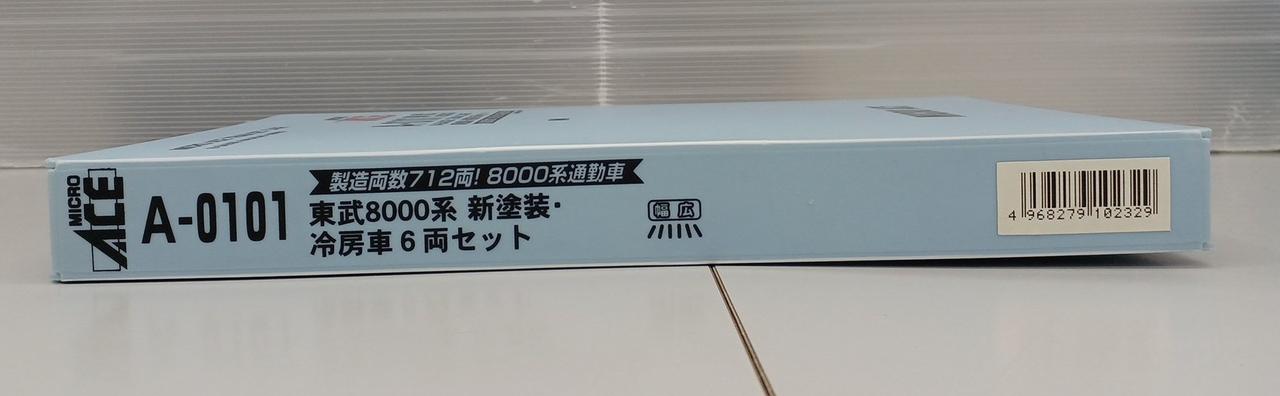 MICRO
ACE
A-0101
製造両数712両! 8000系通勤車
東武8000系 新塗装・
冷房車6両セット
幅広
4 968279 102329